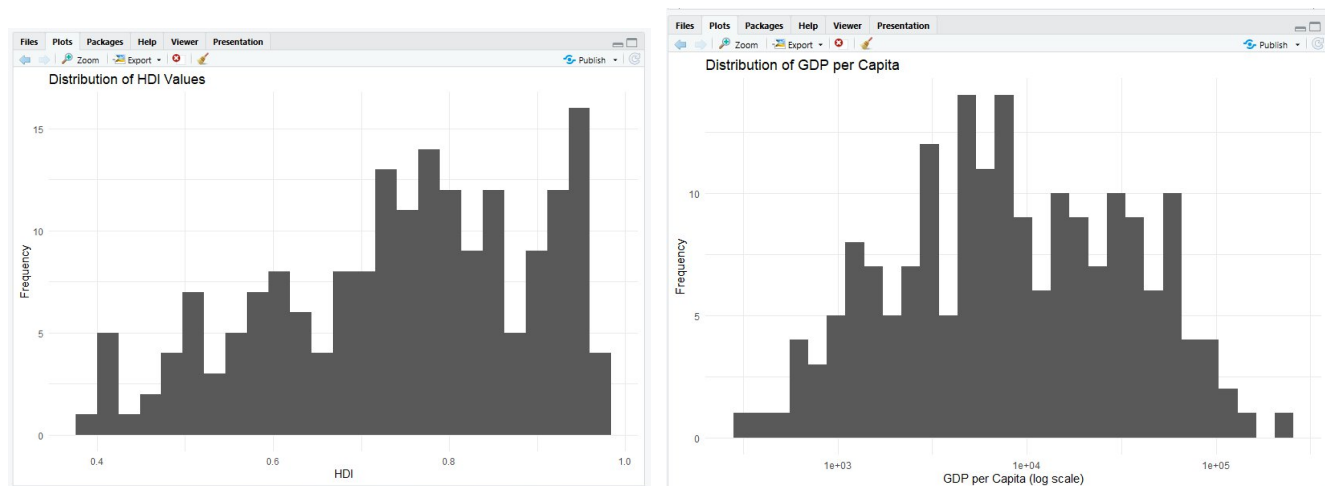 Files Plots Packages Help Viewer Presentation
Zoom Export Publish
Distribution of HDI Values
15
10
5
0
Frequency
0.4 0.6 0.8 1.0
HDI
Files Plots Packages Help Viewer Presentation
Zoom Export Publish
Distribution of GDP per Capita
10
5
0
Frequency
1e+03 1e+04 1e+05
GDP per Capita (log scale)